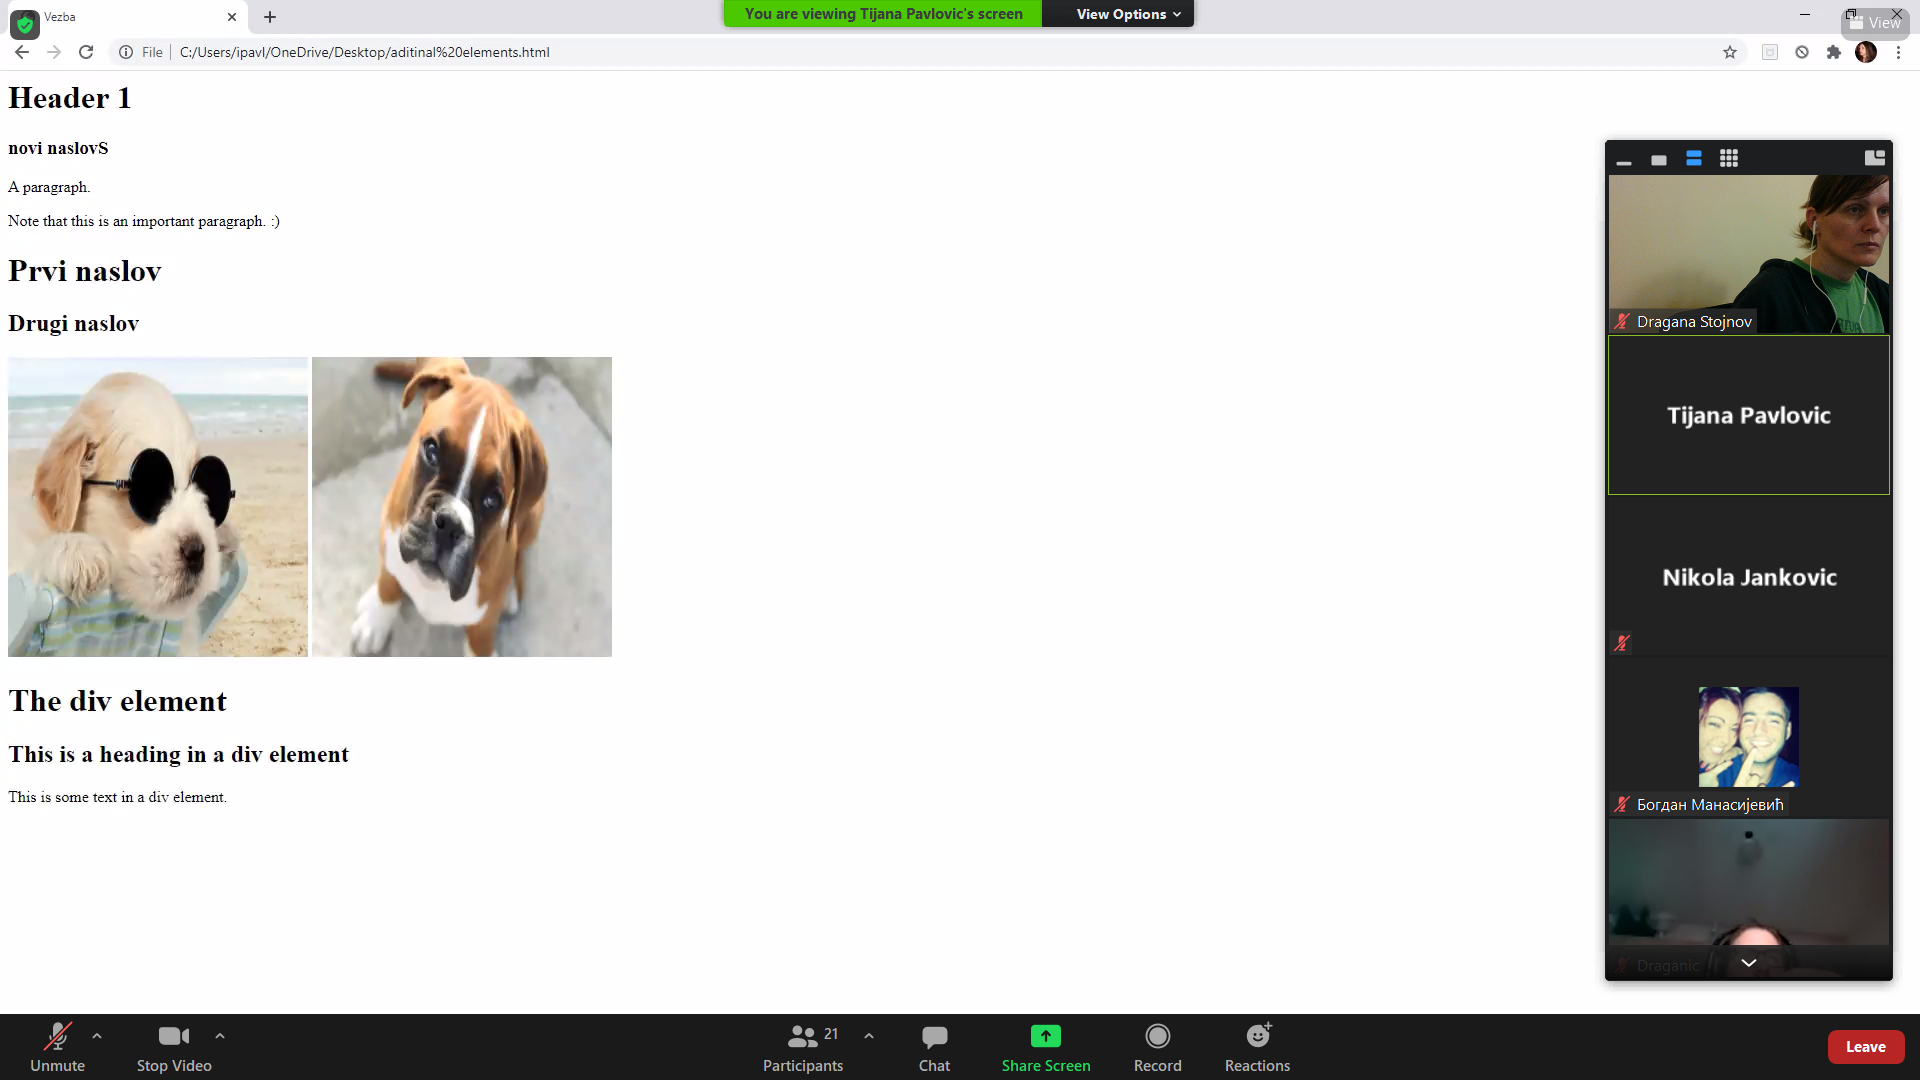 Vezba
You are viewing Tijana Pavlovic's screen
View Options
View
File
C:/Users/ipavl/OneDrive/Desktop/aditinal%20elements.html
Header 1
novi naslovS
A paragraph.
Note that this is an important paragraph. :)
Prvi naslov
Drugi naslov
The div element
This is a heading in a div element
This is some text in a div element.
Dragana Stojnov
Tijana Pavlovic
Nikola Jankovic
Богдан Манасијевић
Draganic
Unmute
Stop Video
21
Participants
Chat
Share Screen
Record
Reactions
Leave